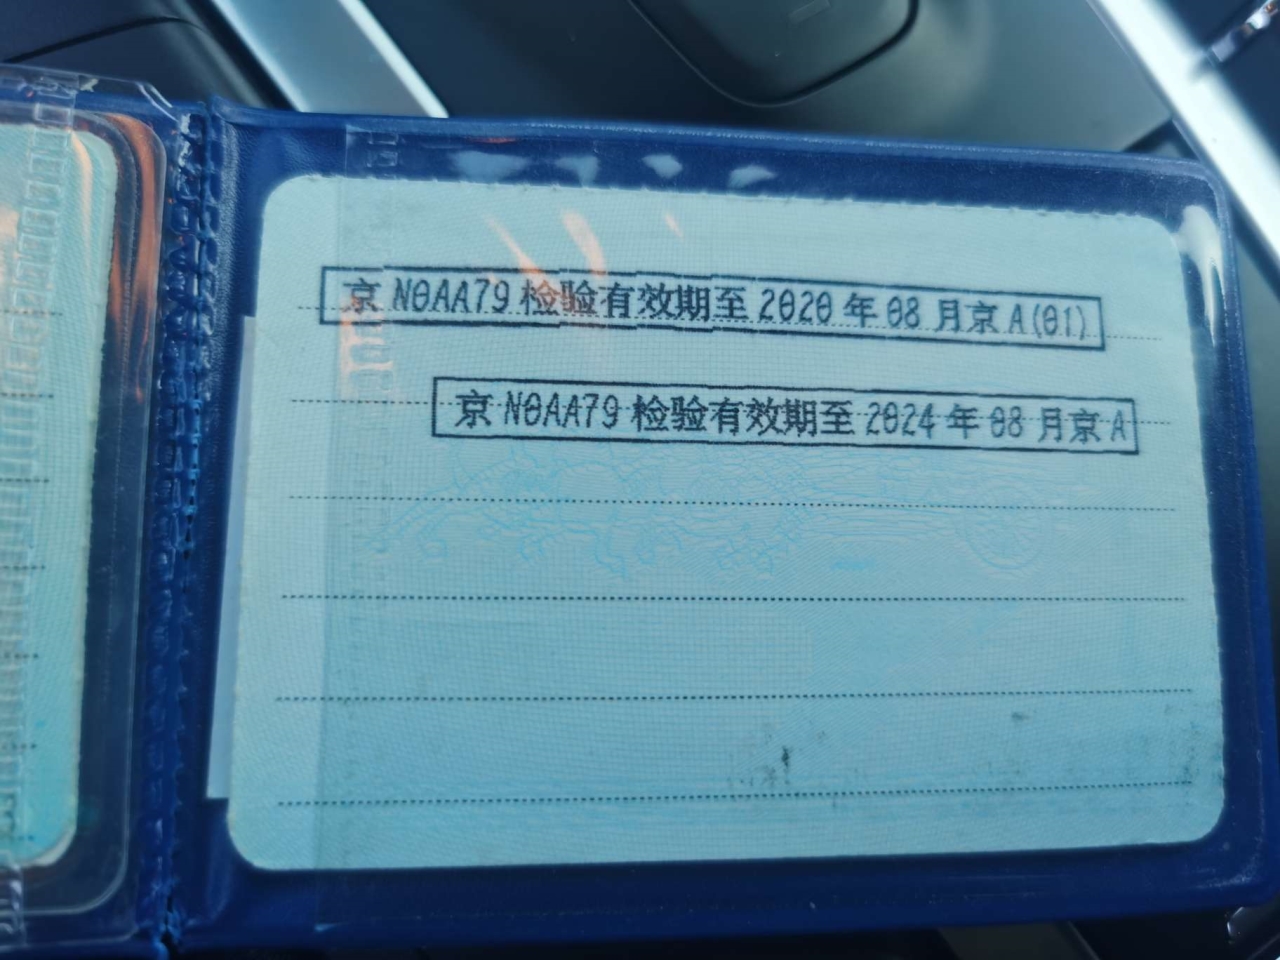 京 N0AA79 检验有效期至 2020 年 08 月京 A(01)
京 N0AA79 检验有效期至 2024 年 08 月京 A